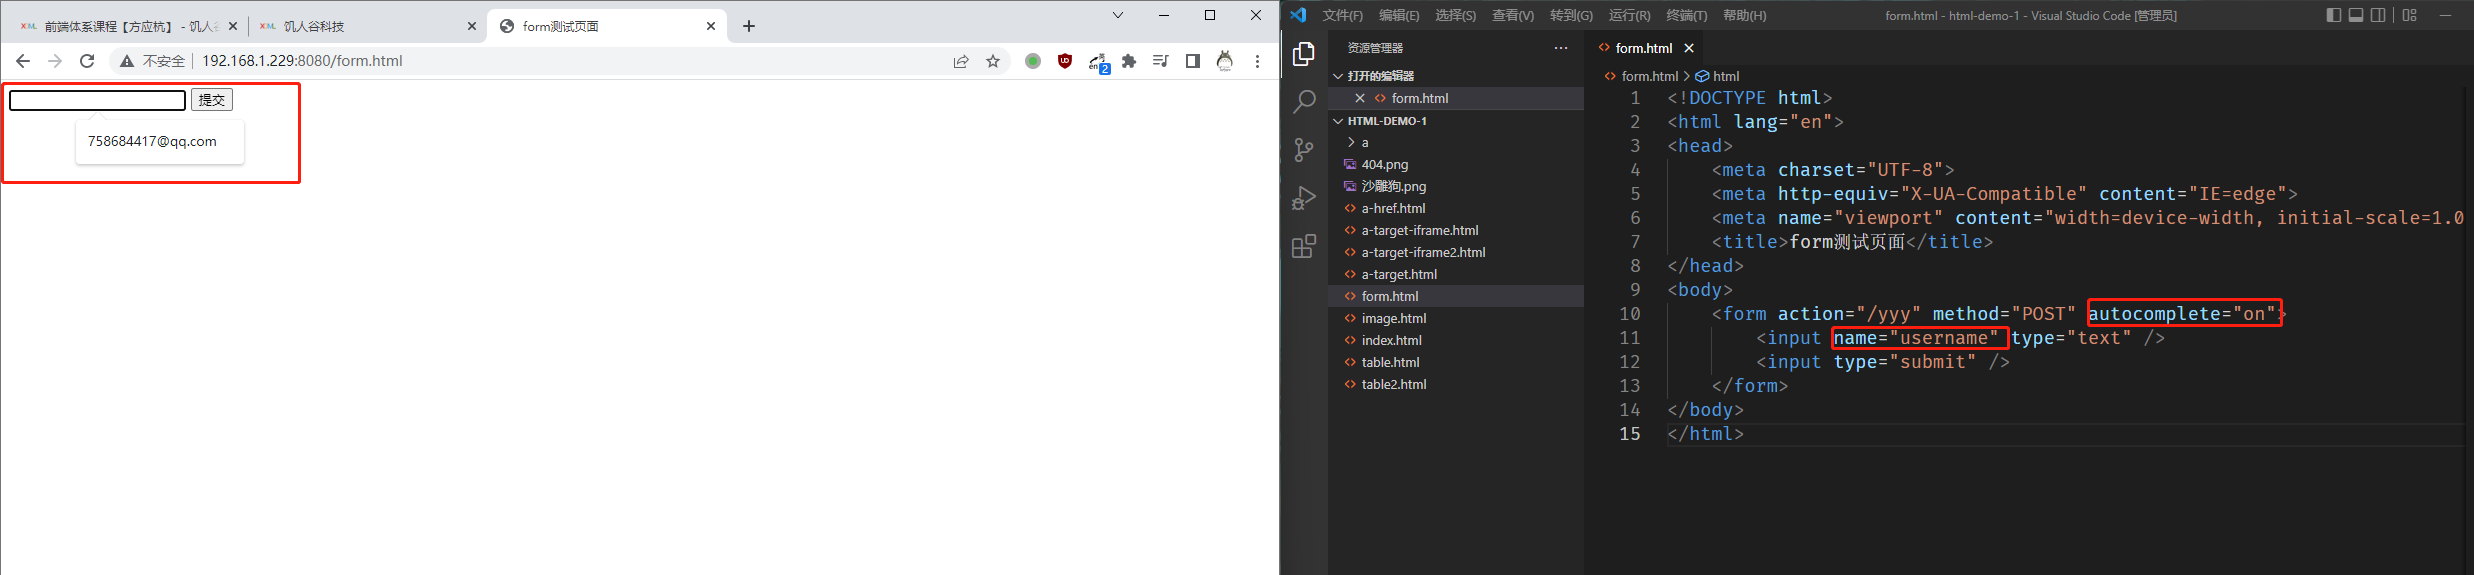 前端体系课程【方应杭】 - 饥人谷
饥人谷科技
form测试页面
不安全
192.168.1.229:8080/form.html
提交
758684417@qq.com
文件(F)
编辑(E)
选择(S)
查看(V)
转到(G)
运行(R)
终端(T)
帮助(H)
form.html - html-demo-1 - Visual Studio Code [管理员]
资源管理器
打开的编辑器
form.html
HTML-DEMO-1
a
404.png
沙雕狗.png
a-href.html
a-target-iframe.html
a-target-iframe2.html
a-target.html
form.html
image.html
index.html
table.html
table2.html
form.html
form.html > html
1 <!DOCTYPE html>
2 <html lang="en">
3 <head>
4 <meta charset="UTF-8">
5 <meta http-equiv="X-UA-Compatible" content="IE=edge">
6 <meta name="viewport" content="width=device-width, initial-scale=1.0
7 <title>form测试页面</title>
8 </head>
9 <body>
10 <form action="/yyy" method="POST" autocomplete="on">
11 <input name="username" type="text" />
12 <input type="submit" />
13 </form>
14 </body>
15 </html>